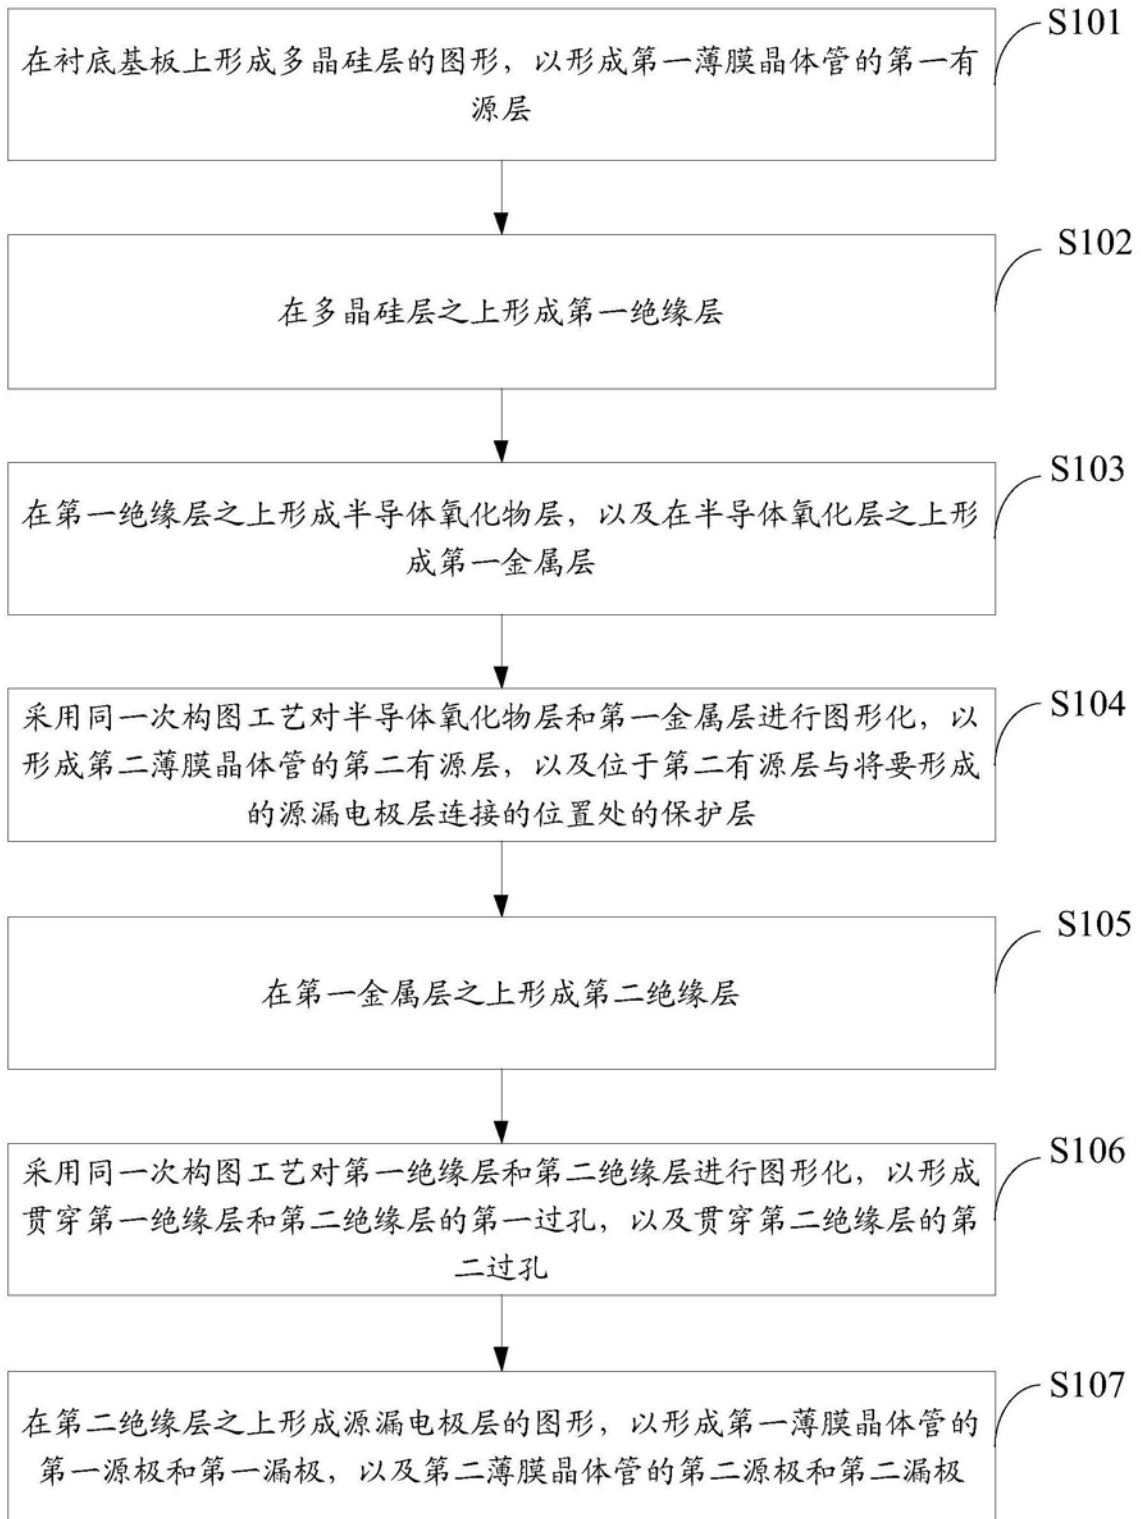 S101
在衬底基板上形成多晶硅层的图形，以形成第一薄膜晶体管的第一有
源层
S102
在多晶硅层之上形成第一绝缘层
S103
在第一绝缘层之上形成半导体氧化物层，以及在半导体氧化层之上形
成第一金属层
S104
采用同一次构图工艺对半导体氧化物层和第一金属层进行图形化，以
形成第二薄膜晶体管的第二有源层，以及位于第二有源层与将要形成
的源漏电极层连接的位置处的保护层
S105
在第一金属层之上形成第二绝缘层
S106
采用同一次构图工艺对第一绝缘层和第二绝缘层进行图形化，以形成
贯穿第一绝缘层和第二绝缘层的第一过孔，以及贯穿第二绝缘层的第
二过孔
S107
在第二绝缘层之上形成源漏电极层的图形，以形成第一薄膜晶体管的
第一源极和第一漏极，以及第二薄膜晶体管的第二源极和第二漏极